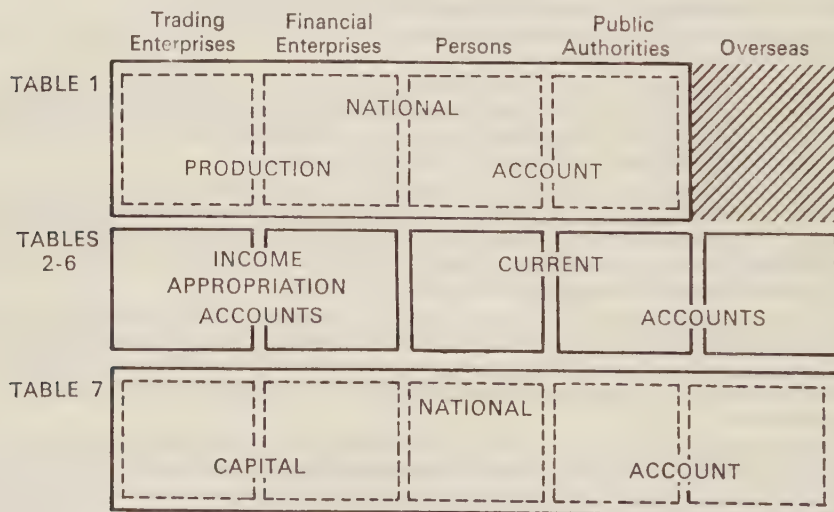 Trading Enterprises
Financial Enterprises
Persons
Public Authorities
Overseas
TABLE 1
NATIONAL
PRODUCTION ACCOUNT
TABLES 2-6
INCOME APPROPRIATION ACCOUNTS
CURRENT
ACCOUNTS
TABLE 7
NATIONAL
CAPITAL ACCOUNT